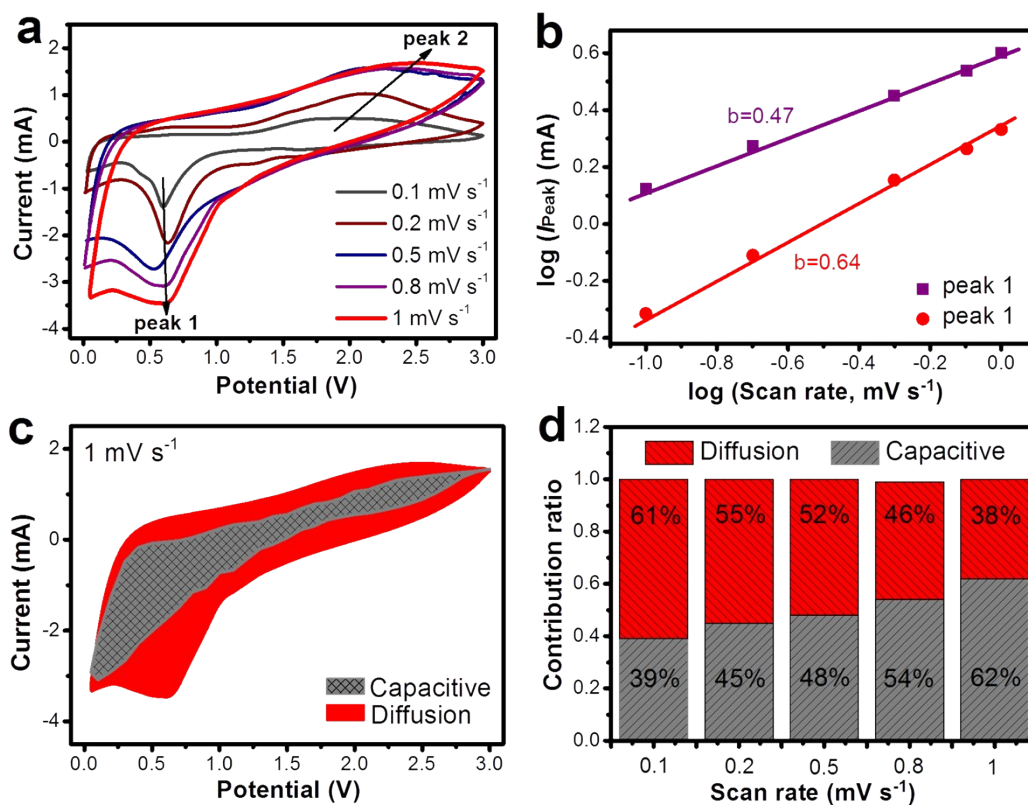 a
peak 2
peak 1
0.1 mV s⁻¹
0.2 mV s⁻¹
0.5 mV s⁻¹
0.8 mV s⁻¹
1 mV s⁻¹
2
1
0
-1
-2
-3
-4
Current (mA)
0.0 0.5 1.0 1.5 2.0 2.5 3.0
Potential (V)
b
b=0.47
b=0.64
peak 1
peak 1
0.6
0.4
0.2
0.0
-0.2
-0.4
log (IPeak) (mA)
-1.0 -0.8 -0.6 -0.4 -0.2 0.0
log (Scan rate, mV s⁻¹)
c
1 mV s⁻¹
Capacitive
Diffusion
2
0
-2
-4
Current (mA)
0.0 0.5 1.0 1.5 2.0 2.5 3.0
Potential (V)
d
Diffusion Capacitive
61% 55% 52% 46% 38%
39% 45% 48% 54% 62%
1.2
1.0
0.8
0.6
0.4
0.2
0.0
Contribution ratio
0.1 0.2 0.5 0.8 1
Scan rate (mV s⁻¹)